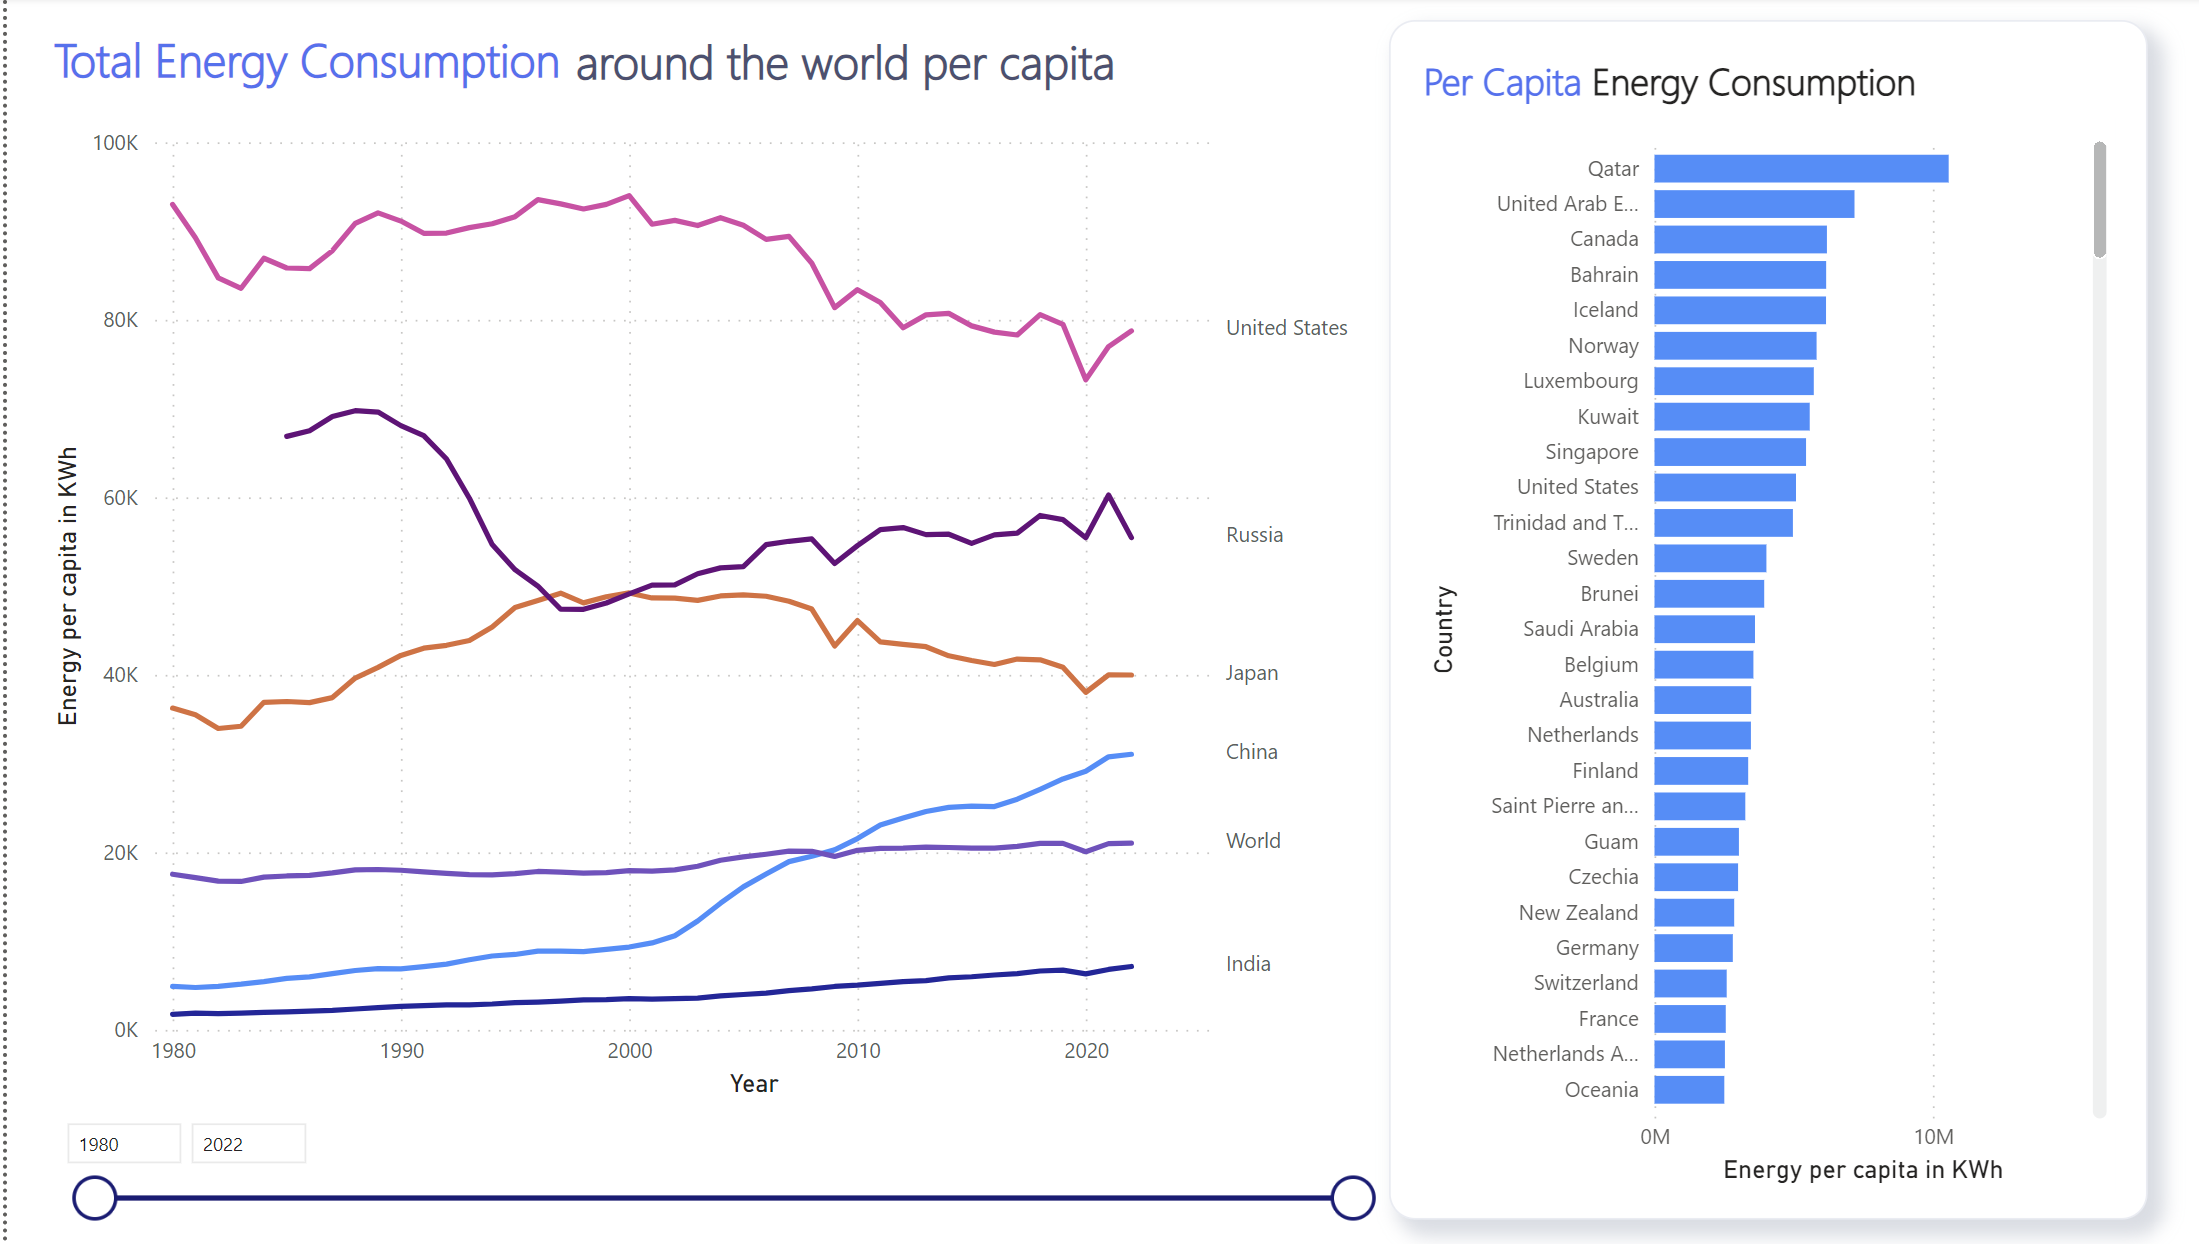 Total Energy Consumption around the world per capita
100K
80K
60K
40K
20K
0K
Energy per capita in KWh
1980
1990
2000
2010
2020
Year
United States
Russia
Japan
China
World
India
1980
2022
Per Capita Energy Consumption
Country
Qatar
United Arab E...
Canada
Bahrain
Iceland
Norway
Luxembourg
Kuwait
Singapore
United States
Trinidad and T...
Sweden
Brunei
Saudi Arabia
Belgium
Australia
Netherlands
Finland
Saint Pierre an...
Guam
Czechia
New Zealand
Germany
Switzerland
France
Netherlands A...
Oceania
0M
10M
Energy per capita in KWh